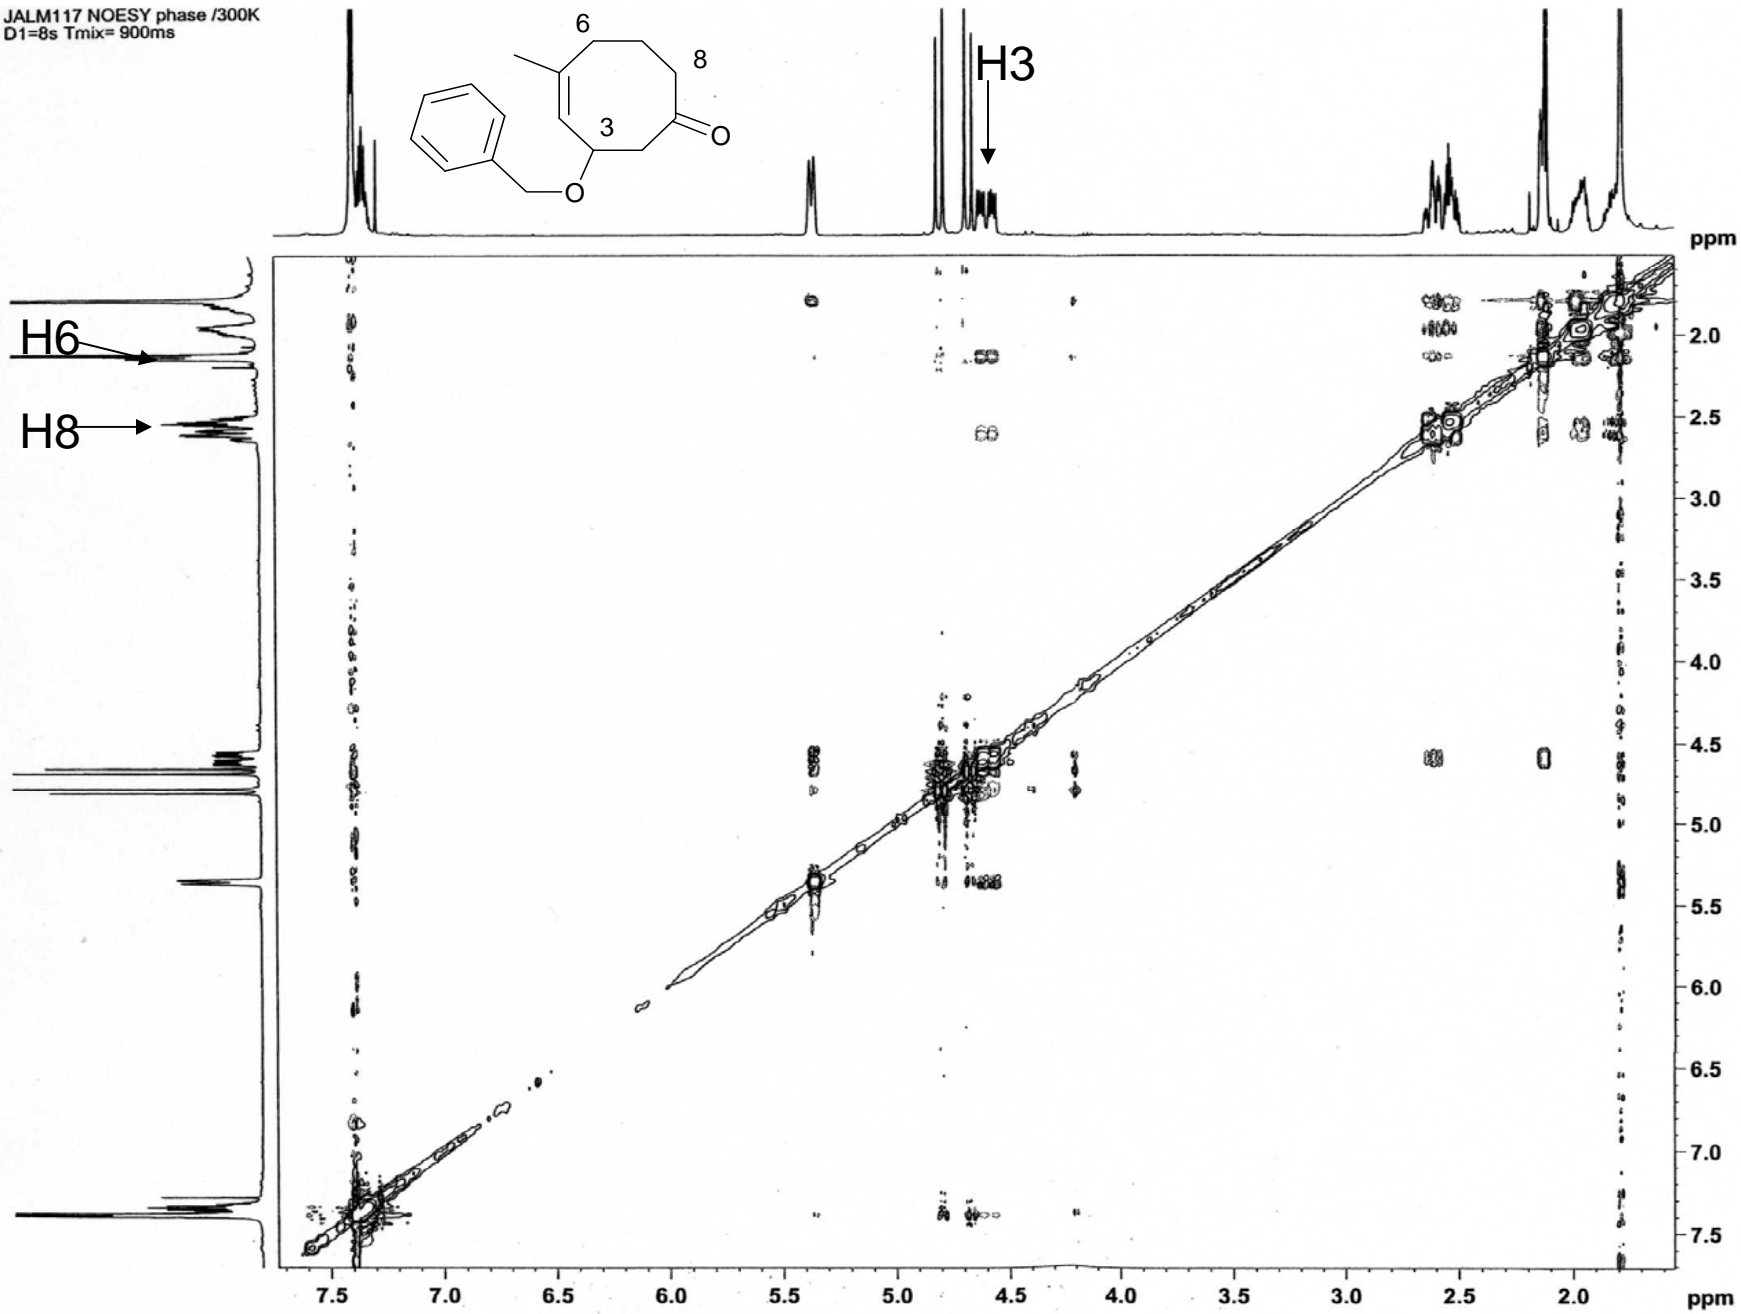 JALM117 NOESY phase /300K
D1=8s Tmix= 900ms
6
8
3
O
O
H3
ppm
H6
H8
2.0
2.5
3.0
3.5
4.0
4.5
5.0
5.5
6.0
6.5
7.0
7.5
7.5 7.0 6.5 6.0 5.5 5.0 4.5 4.0 3.5 3.0 2.5 2.0 ppm